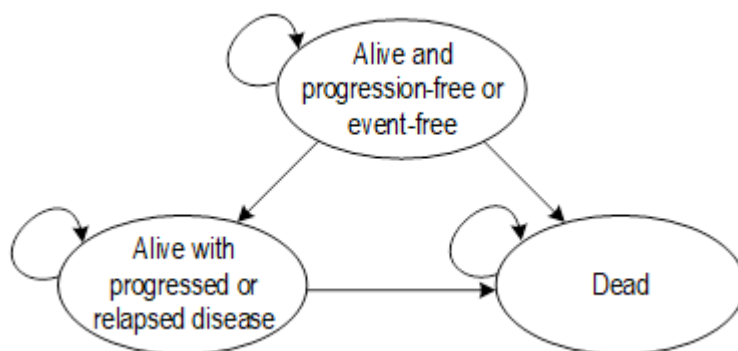 Alive and
progression-free or
event-free
Alive with
progressed or
relapsed disease
Dead